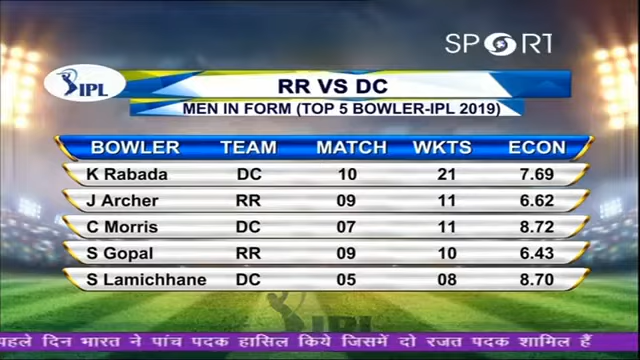 SPORT
IPL
RR VS DC
MEN IN FORM (TOP 5 BOWLER-IPL 2019)
BOWLER TEAM MATCH WKTS ECON
K Rabada DC 10 21 7.69
J Archer RR 09 11 6.62
C Morris DC 07 11 8.72
S Gopal RR 09 10 6.43
S Lamichhane DC 05 08 8.70
IPL
पहले दिन भारत ने पांच पदक हासिल किये जिसमें दो रजत पदक शामिल हैं